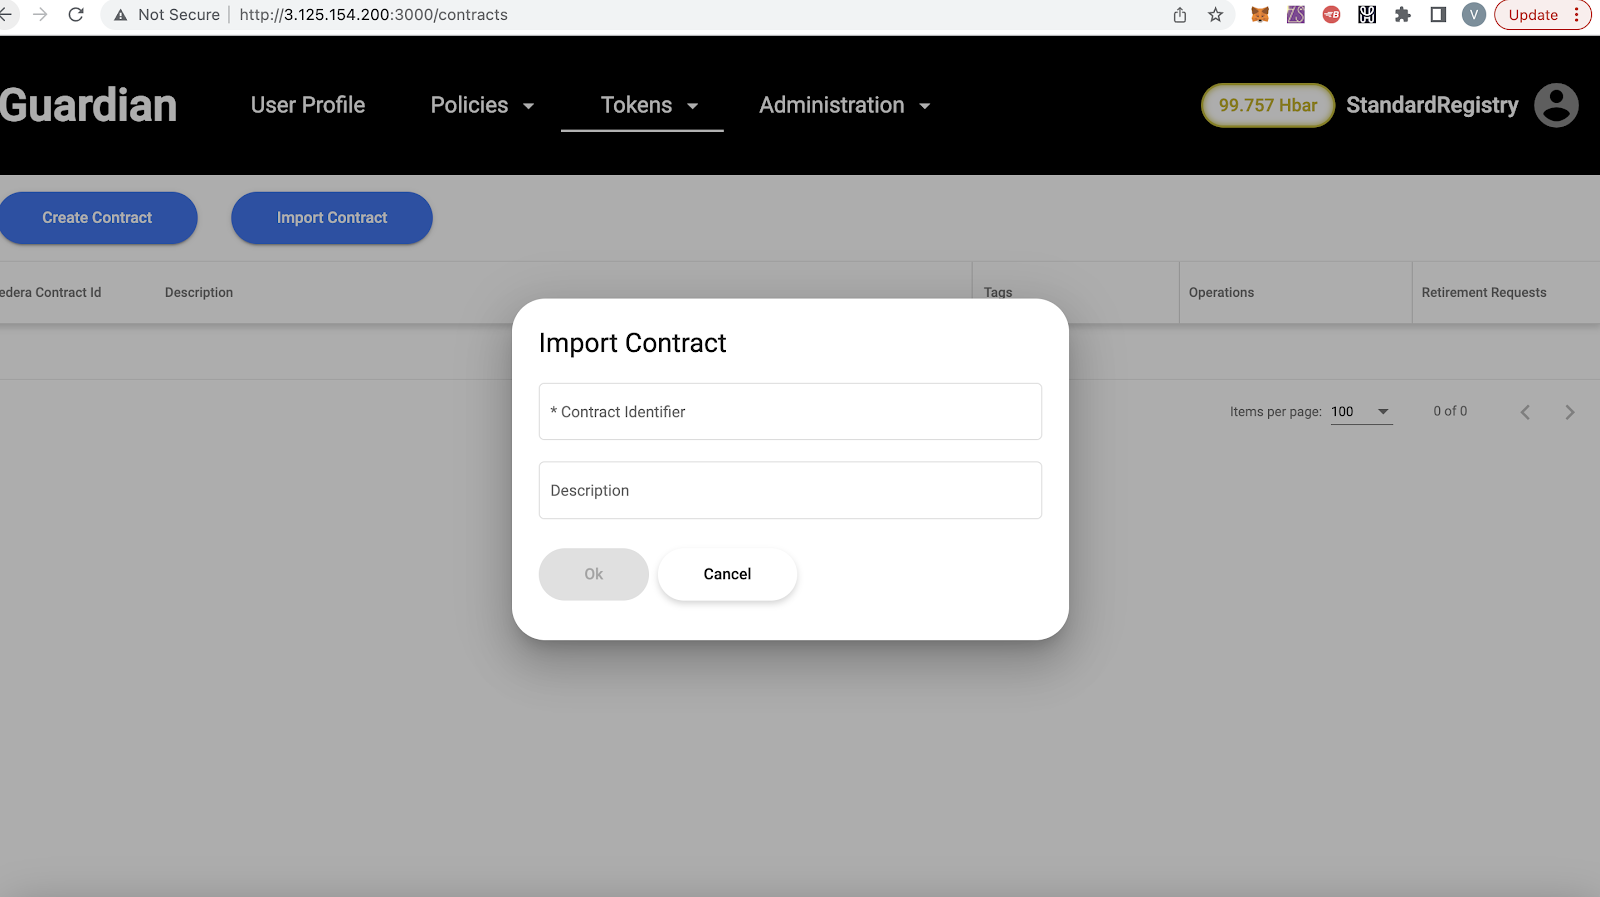 Not Secure http://3.125.154.200:3000/contracts V Update
Guardian User Profile Policies Tokens Administration 99.757 Hbar StandardRegistry
Create Contract Import Contract
edera Contract Id Description Tags Operations Retirement Requests
Import Contract
* Contract Identifier
Items per page: 100 0 of 0
Description
Ok Cancel